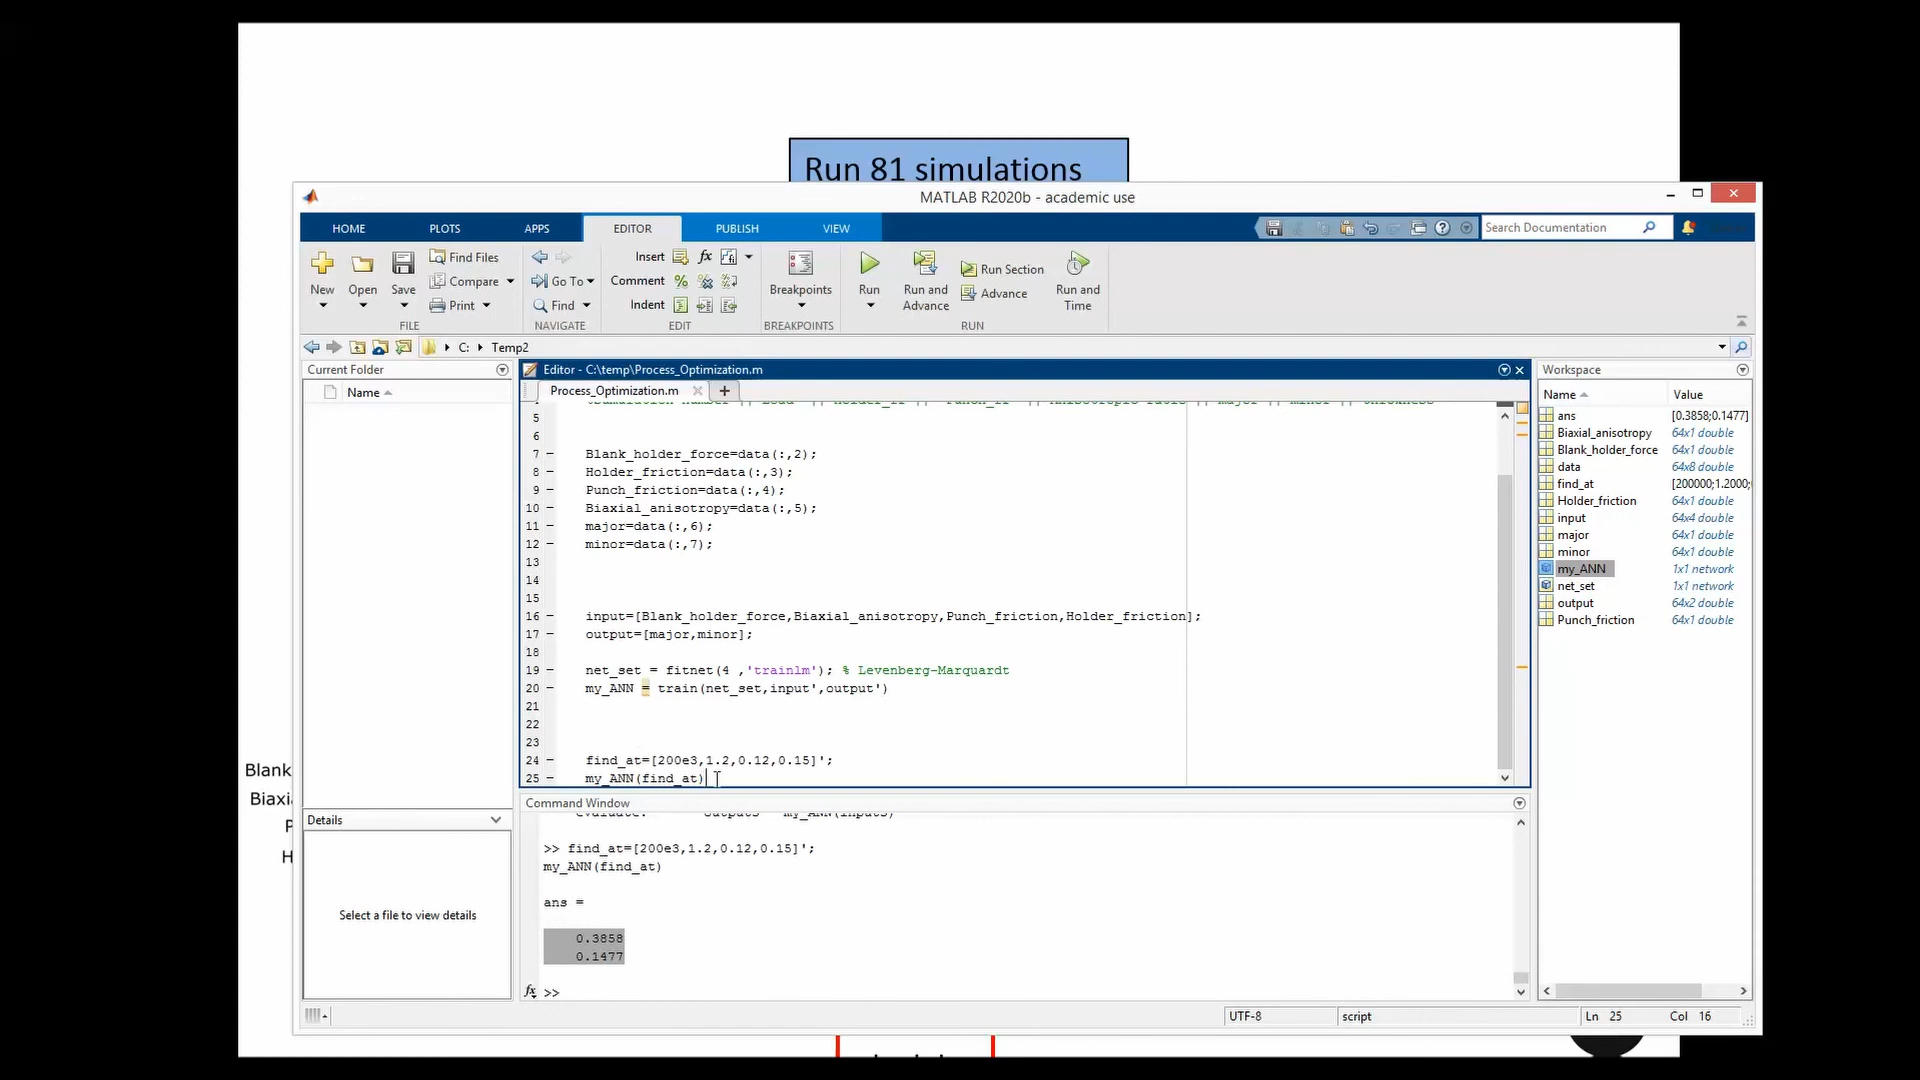 Run 81 simulations
MATLAB R2020b - academic use
HOME PLOTS APPS EDITOR PUBLISH VIEW
Search Documentation
New Open Save Find Files Compare Print
Go To Find
Insert fx
Comment %
Indent
Breakpoints
Run Run and Advance Run Section Advance Run and Time
FILE NAVIGATE EDIT BREAKPOINTS RUN
C: Temp2
Current Folder
Name
Editor - C:\temp\Process_Optimization.m
Process_Optimization.m
5
6
7 Blank_holder_force=data(:,2);
8 Holder_friction=data(:,3);
9 Punch_friction=data(:,4);
10 Biaxial_anisotropy=data(:,5);
11 major=data(:,6);
12 minor=data(:,7);
13
14
15
16 input=[Blank_holder_force,Biaxial_anisotropy,Punch_friction,Holder_friction];
17 output=[major,minor];
18
19 net_set = fitnet(4 ,'trainlm'); % Levenberg-Marquardt
20 my_ANN = train(net_set,input',output')
21
22
23
24 find_at=[200e3,1.2,0.12,0.15]';
25 my_ANN(find_at)
Workspace
Name Value
ans [0.3858;0.1477]
Biaxial_anisotropy 64x1 double
Blank_holder_force 64x1 double
data 64x8 double
find_at [200000;1.2000;
Holder_friction 64x1 double
input 64x4 double
major 64x1 double
minor 64x1 double
my_ANN 1x1 network
net_set 1x1 network
output 64x2 double
Punch_friction 64x1 double
Blank
Biaxi
P
H
Details
Select a file to view details
Command Window
>> find_at=[200e3,1.2,0.12,0.15]';
my_ANN(find_at)
ans =
0.3858
0.1477
fx >>
UTF-8 script Ln 25 Col 16